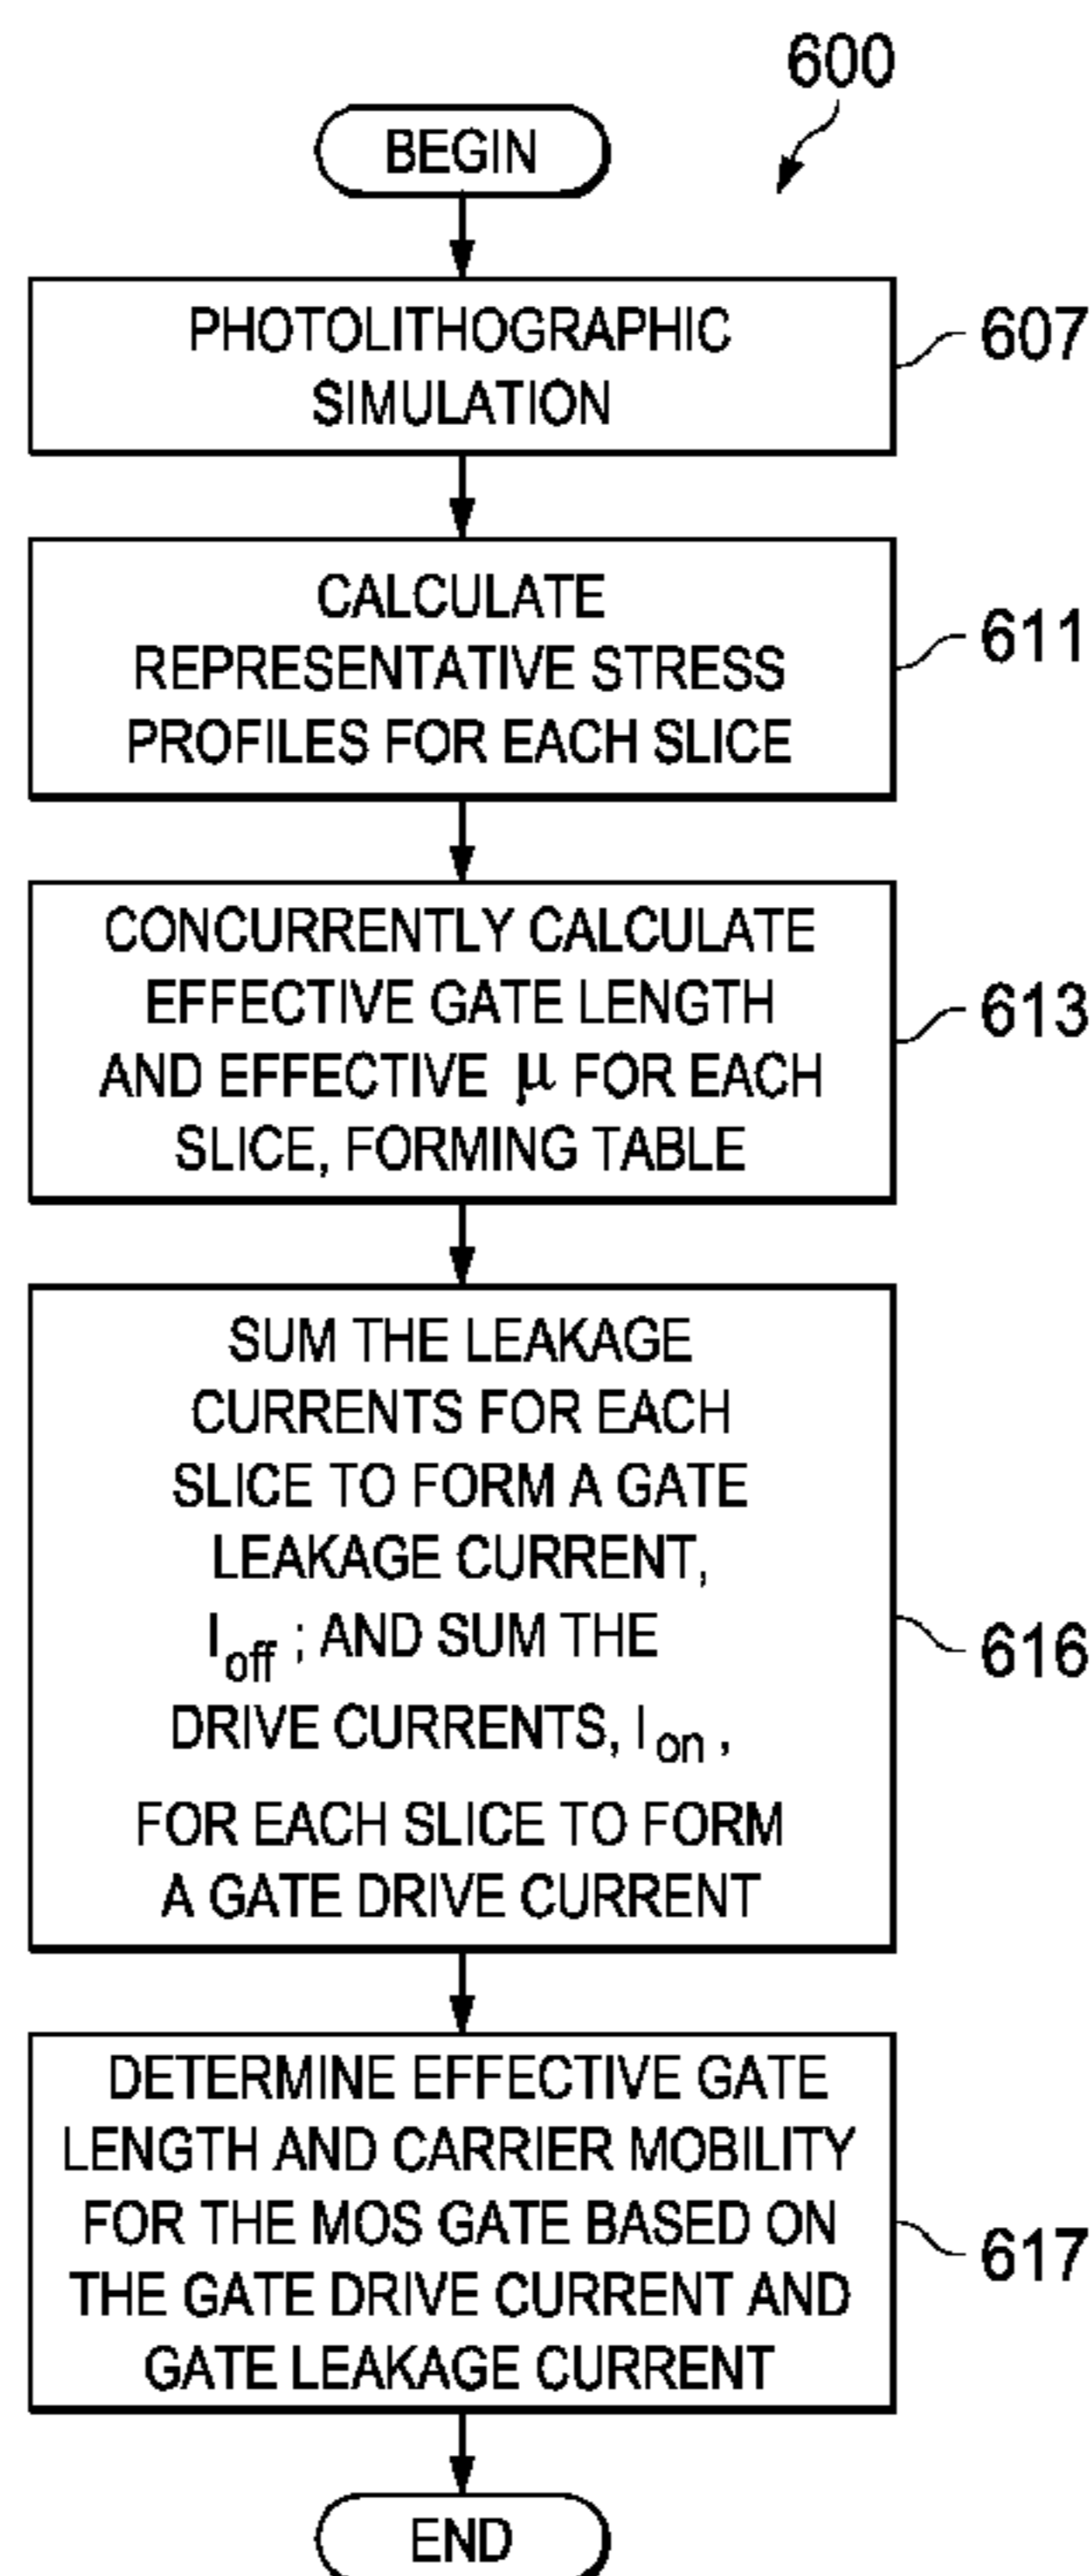 600
BEGIN
PHOTOLITHOGRAPHIC
SIMULATION
607
CALCULATE
REPRESENTATIVE STRESS
PROFILES FOR EACH SLICE
611
CONCURRENTLY CALCULATE
EFFECTIVE GATE LENGTH
AND EFFECTIVE μ FOR EACH
SLICE, FORMING TABLE
613
SUM THE LEAKAGE
CURRENTS FOR EACH
SLICE TO FORM A GATE
LEAKAGE CURRENT,
I off ; AND SUM THE
DRIVE CURRENTS, I on ,
FOR EACH SLICE TO FORM
A GATE DRIVE CURRENT
616
DETERMINE EFFECTIVE GATE
LENGTH AND CARRIER MOBILITY
FOR THE MOS GATE BASED ON
THE GATE DRIVE CURRENT AND
GATE LEAKAGE CURRENT
617
END